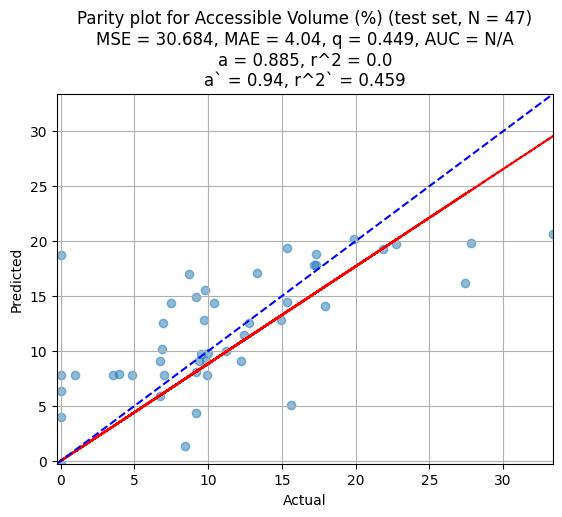 Parity plot for Accessible Volume (%) (test set, N = 47)
MSE = 30.684, MAE = 4.04, q = 0.449, AUC = N/A
a = 0.885, r^2 = 0.0
a` = 0.94, r^2` = 0.459
30
25
20
15
10
5
0
Predicted
0 5 10 15 20 25 30
Actual